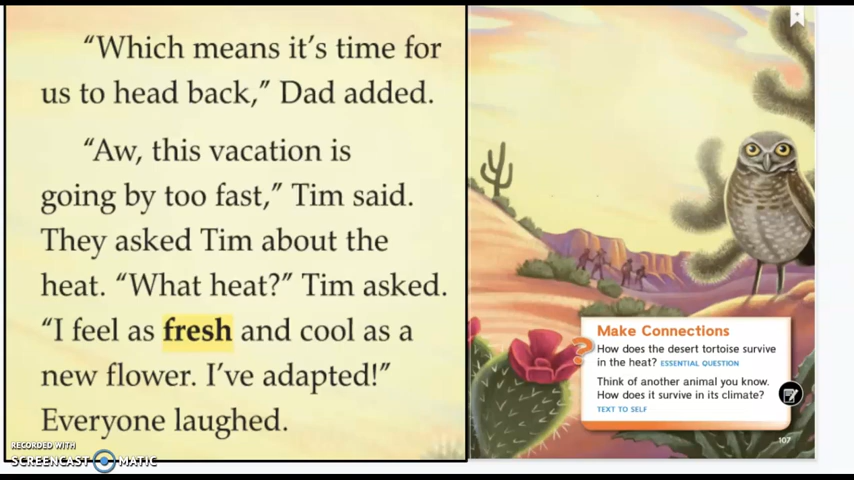 “Which means it’s time for
us to head back,” Dad added.
“Aw, this vacation is
going by too fast,” Tim said.
They asked Tim about the
heat. “What heat?” Tim asked.
“I feel as fresh and cool as a
new flower. I’ve adapted!”
Everyone laughed.
Make Connections
?
How does the desert tortoise survive
in the heat? ESSENTIAL QUESTION
Think of another animal you know.
How does it survive in its climate?
TEXT TO SELF
107
RECORDED WITH
SCREENCAST MATIC